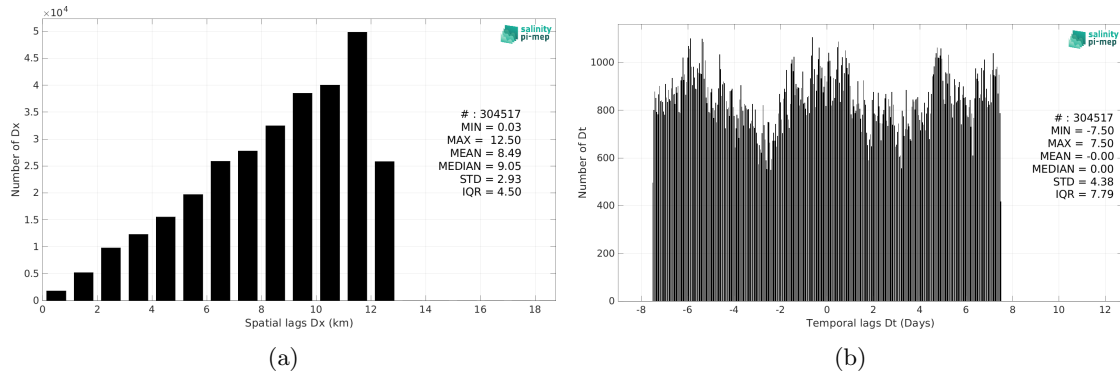 ×10⁴
5
4.5
4
3.5
3
2.5
2
1.5
1
0.5
0
Number of Dx
0 2 4 6 8 10 12 14 16 18
Spatial lags Dx (km)
salinity
pi-mep
# : 304517
MIN = 0.03
MAX = 12.50
MEAN = 8.49
MEDIAN = 9.05
STD = 2.93
IQR = 4.50
(a)
1000
800
600
400
200
0
Number of Dt
-8 -6 -4 -2 0 2 4 6 8 10 12
Temporal lags Dt (Days)
salinity
pi-mep
# : 304517
MIN = -7.50
MAX = 7.50
MEAN = -0.00
MEDIAN = 0.00
STD = 4.38
IQR = 7.79
(b)